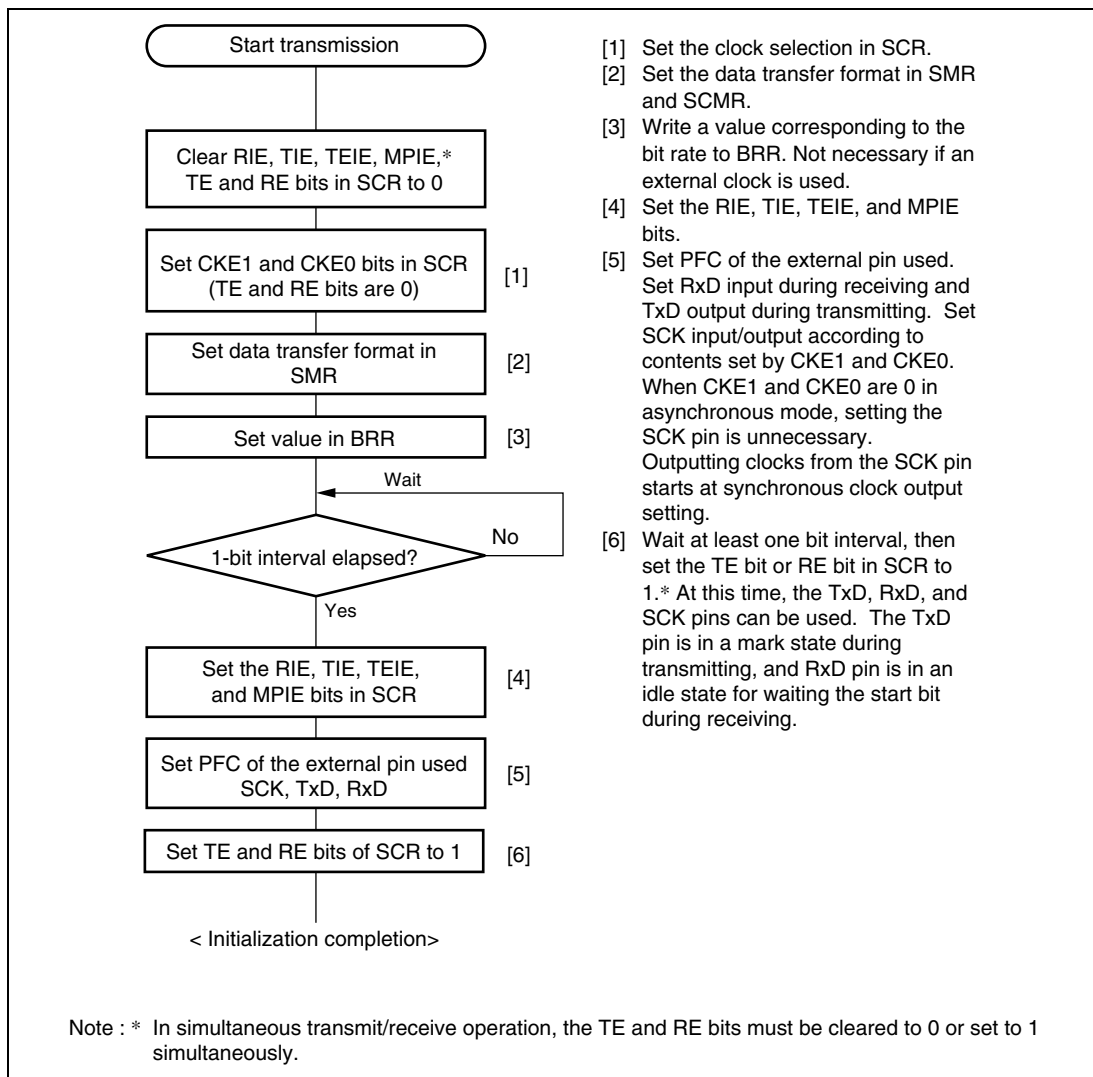 Start transmission
Clear RIE, TIE, TEIE, MPIE,*
TE and RE bits in SCR to 0
Set CKE1 and CKE0 bits in SCR
(TE and RE bits are 0)
[1]
Set data transfer format in
SMR
[2]
Set value in BRR
[3]
Wait
1-bit interval elapsed?
No
Yes
Set the RIE, TIE, TEIE,
and MPIE bits in SCR
[4]
Set PFC of the external pin used
SCK, TxD, RxD
[5]
Set TE and RE bits of SCR to 1
[6]
< Initialization completion>
[1] Set the clock selection in SCR.
[2] Set the data transfer format in SMR
and SCMR.
[3] Write a value corresponding to the
bit rate to BRR. Not necessary if an
external clock is used.
[4] Set the RIE, TIE, TEIE, and MPIE
bits.
[5] Set PFC of the external pin used.
Set RxD input during receiving and
TxD output during transmitting. Set
SCK input/output according to
contents set by CKE1 and CKE0.
When CKE1 and CKE0 are 0 in
asynchronous mode, setting the
SCK pin is unnecessary.
Outputting clocks from the SCK pin
starts at synchronous clock output
setting.
[6] Wait at least one bit interval, then
set the TE bit or RE bit in SCR to
1.* At this time, the TxD, RxD, and
SCK pins can be used. The TxD
pin is in a mark state during
transmitting, and RxD pin is in an
idle state for waiting the start bit
during receiving.
Note : * In simultaneous transmit/receive operation, the TE and RE bits must be cleared to 0 or set to 1
simultaneously.